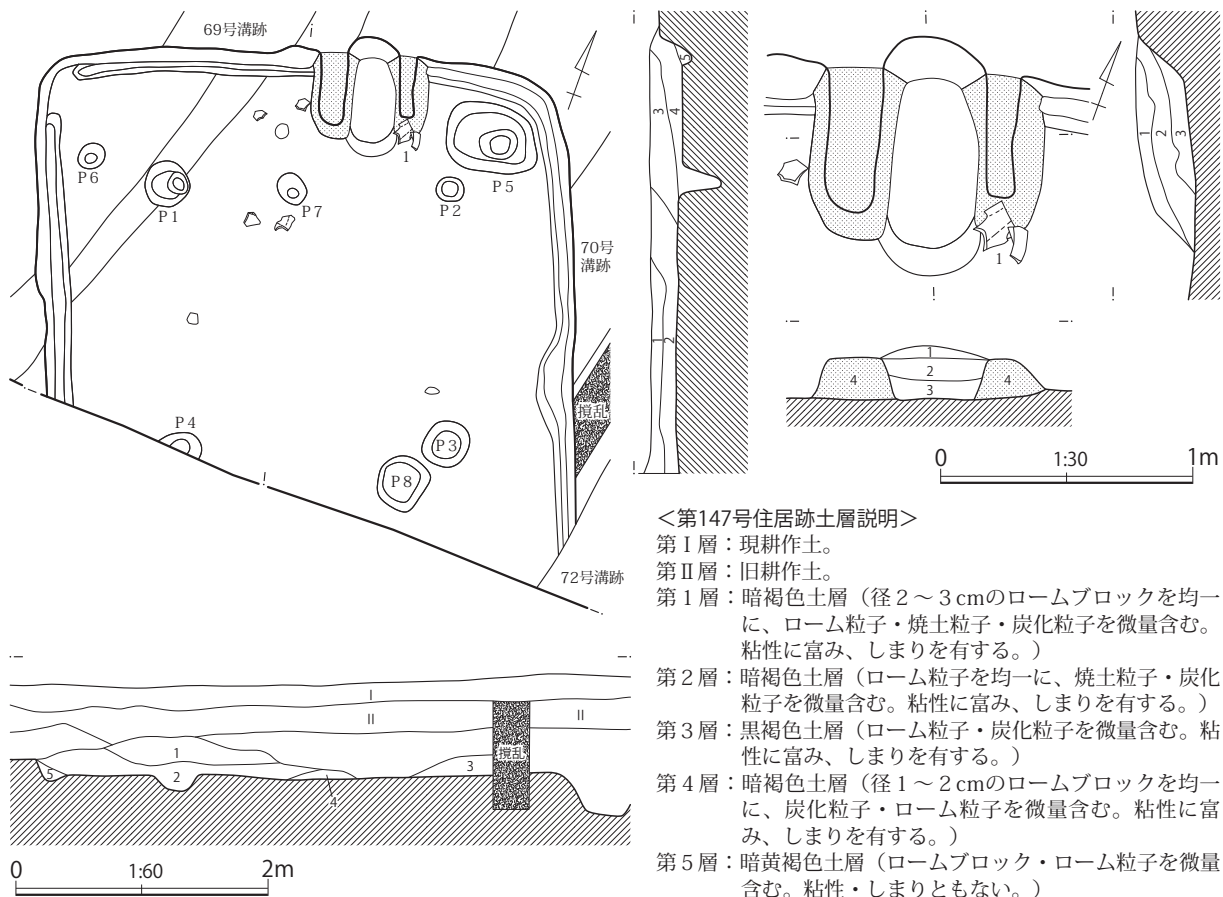 69号溝跡
P6
P1
P7
P2
P5
1
70号
溝跡
撹乱
P4
P3
P8
72号溝跡
5
3
4
1
2
1
2
3
1
1
2
3
4
4
0
1:30
1m
I
II
II
1
2
3
4
5
撹乱
0
1:60
2m
<第147号住居跡土層説明>
第Ⅰ層：現耕作土。
第Ⅱ層：旧耕作土。
第１層：暗褐色土層（径２～３cmのロームブロックを均一
に、ローム粒子・焼土粒子・炭化粒子を微量含む。
粘性に富み、しまりを有する。）
第２層：暗褐色土層（ローム粒子を均一に、焼土粒子・炭化
粒子を微量含む。粘性に富み、しまりを有する。）
第３層：黒褐色土層（ローム粒子・炭化粒子を微量含む。粘
性に富み、しまりを有する。）
第４層：暗褐色土層（径１～２cmのロームブロックを均一
に、炭化粒子・ローム粒子を微量含む。粘性に富
み、しまりを有する。）
第５層：暗黄褐色土層（ロームブロック・ローム粒子を微量
含む。粘性・しまりともない。）